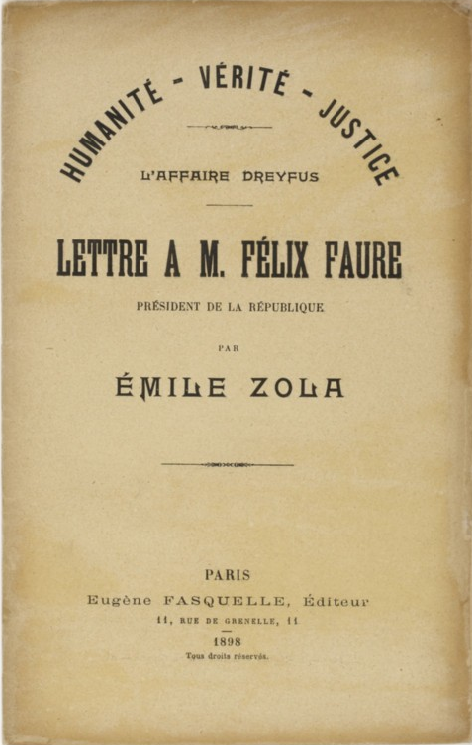 HUMANITÉ - VÉRITÉ - JUSTICE
L'AFFAIRE DREYFUS
LETTRE A M. FÉLIX FAURE
PRÉSIDENT DE LA RÉPUBLIQUE
PAR
ÉMILE ZOLA
PARIS
Eugène FASQUELLE, Éditeur
11, RUE DE GRENELLE, 11
1898
Tous droits réservés.